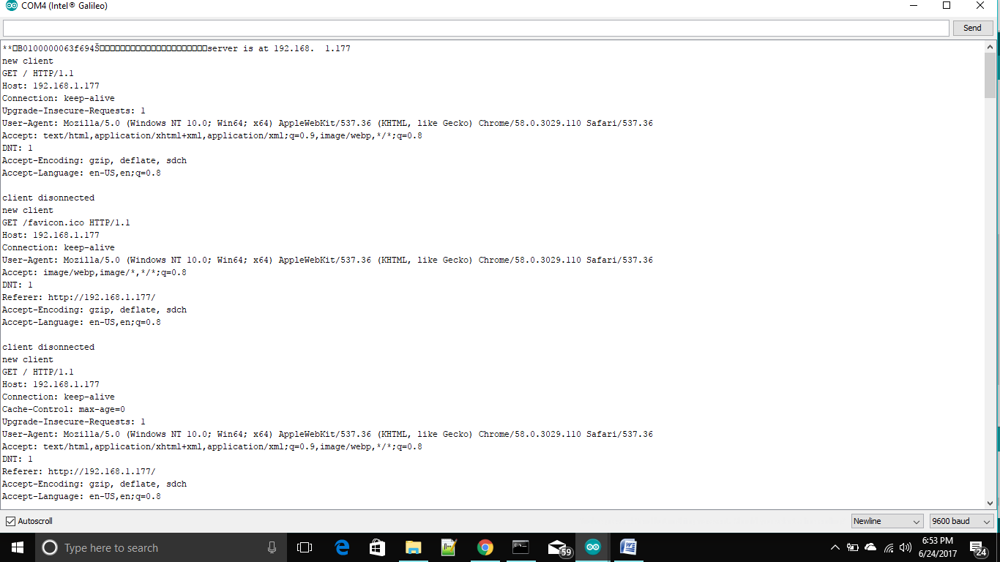 COM4 (Intel® Galileo)
Send
**□B0100000063f694Š□□□□□□□□□□□□□□□□□□□□□server is at 192.168.  1.177
new client
GET / HTTP/1.1
Host: 192.168.1.177
Connection: keep-alive
Upgrade-Insecure-Requests: 1
User-Agent: Mozilla/5.0 (Windows NT 10.0; Win64; x64) AppleWebKit/537.36 (KHTML, like Gecko) Chrome/58.0.3029.110 Safari/537.36
Accept: text/html,application/xhtml+xml,application/xml;q=0.9,image/webp,*/*;q=0.8
DNT: 1
Accept-Encoding: gzip, deflate, sdch
Accept-Language: en-US,en;q=0.8
client disonnected
new client
GET /favicon.ico HTTP/1.1
Host: 192.168.1.177
Connection: keep-alive
User-Agent: Mozilla/5.0 (Windows NT 10.0; Win64; x64) AppleWebKit/537.36 (KHTML, like Gecko) Chrome/58.0.3029.110 Safari/537.36
Accept: image/webp,image/*,*/*;q=0.8
DNT: 1
Referer: http://192.168.1.177/
Accept-Encoding: gzip, deflate, sdch
Accept-Language: en-US,en;q=0.8
client disonnected
new client
GET / HTTP/1.1
Host: 192.168.1.177
Connection: keep-alive
Cache-Control: max-age=0
Upgrade-Insecure-Requests: 1
User-Agent: Mozilla/5.0 (Windows NT 10.0; Win64; x64) AppleWebKit/537.36 (KHTML, like Gecko) Chrome/58.0.3029.110 Safari/537.36
Accept: text/html,application/xhtml+xml,application/xml;q=0.9,image/webp,*/*;q=0.8
DNT: 1
Referer: http://192.168.1.177/
Accept-Encoding: gzip, deflate, sdch
Accept-Language: en-US,en;q=0.8
Autoscroll
Newline
9600 baud
Type here to search
59
6:53 PM
6/24/2017
24